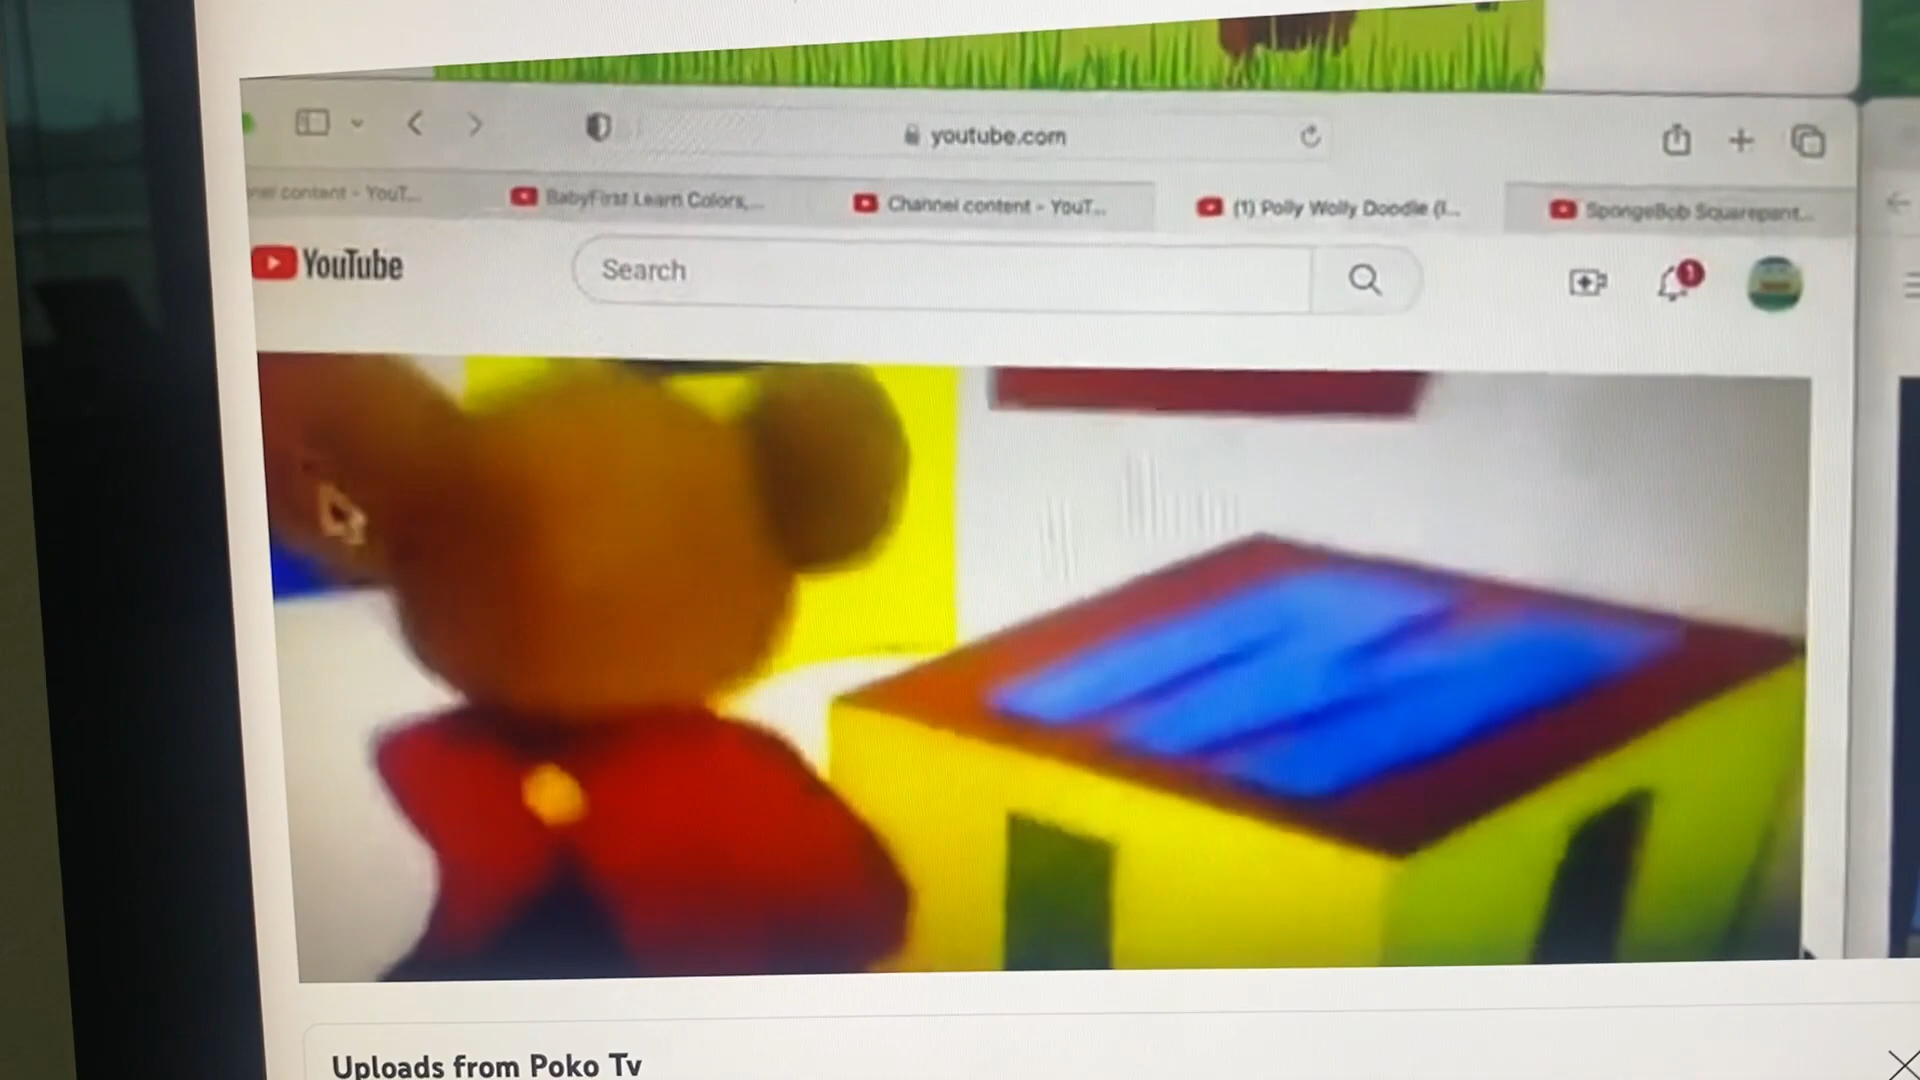 youtube.com
nel content - YouT...
BabyFirst Learn Colors,...
Channel content - YouT...
(1) Polly Wolly Doodle (I...
SpongeBob Squarepant...
YouTube
Search
1
Uploads from Poko Tv